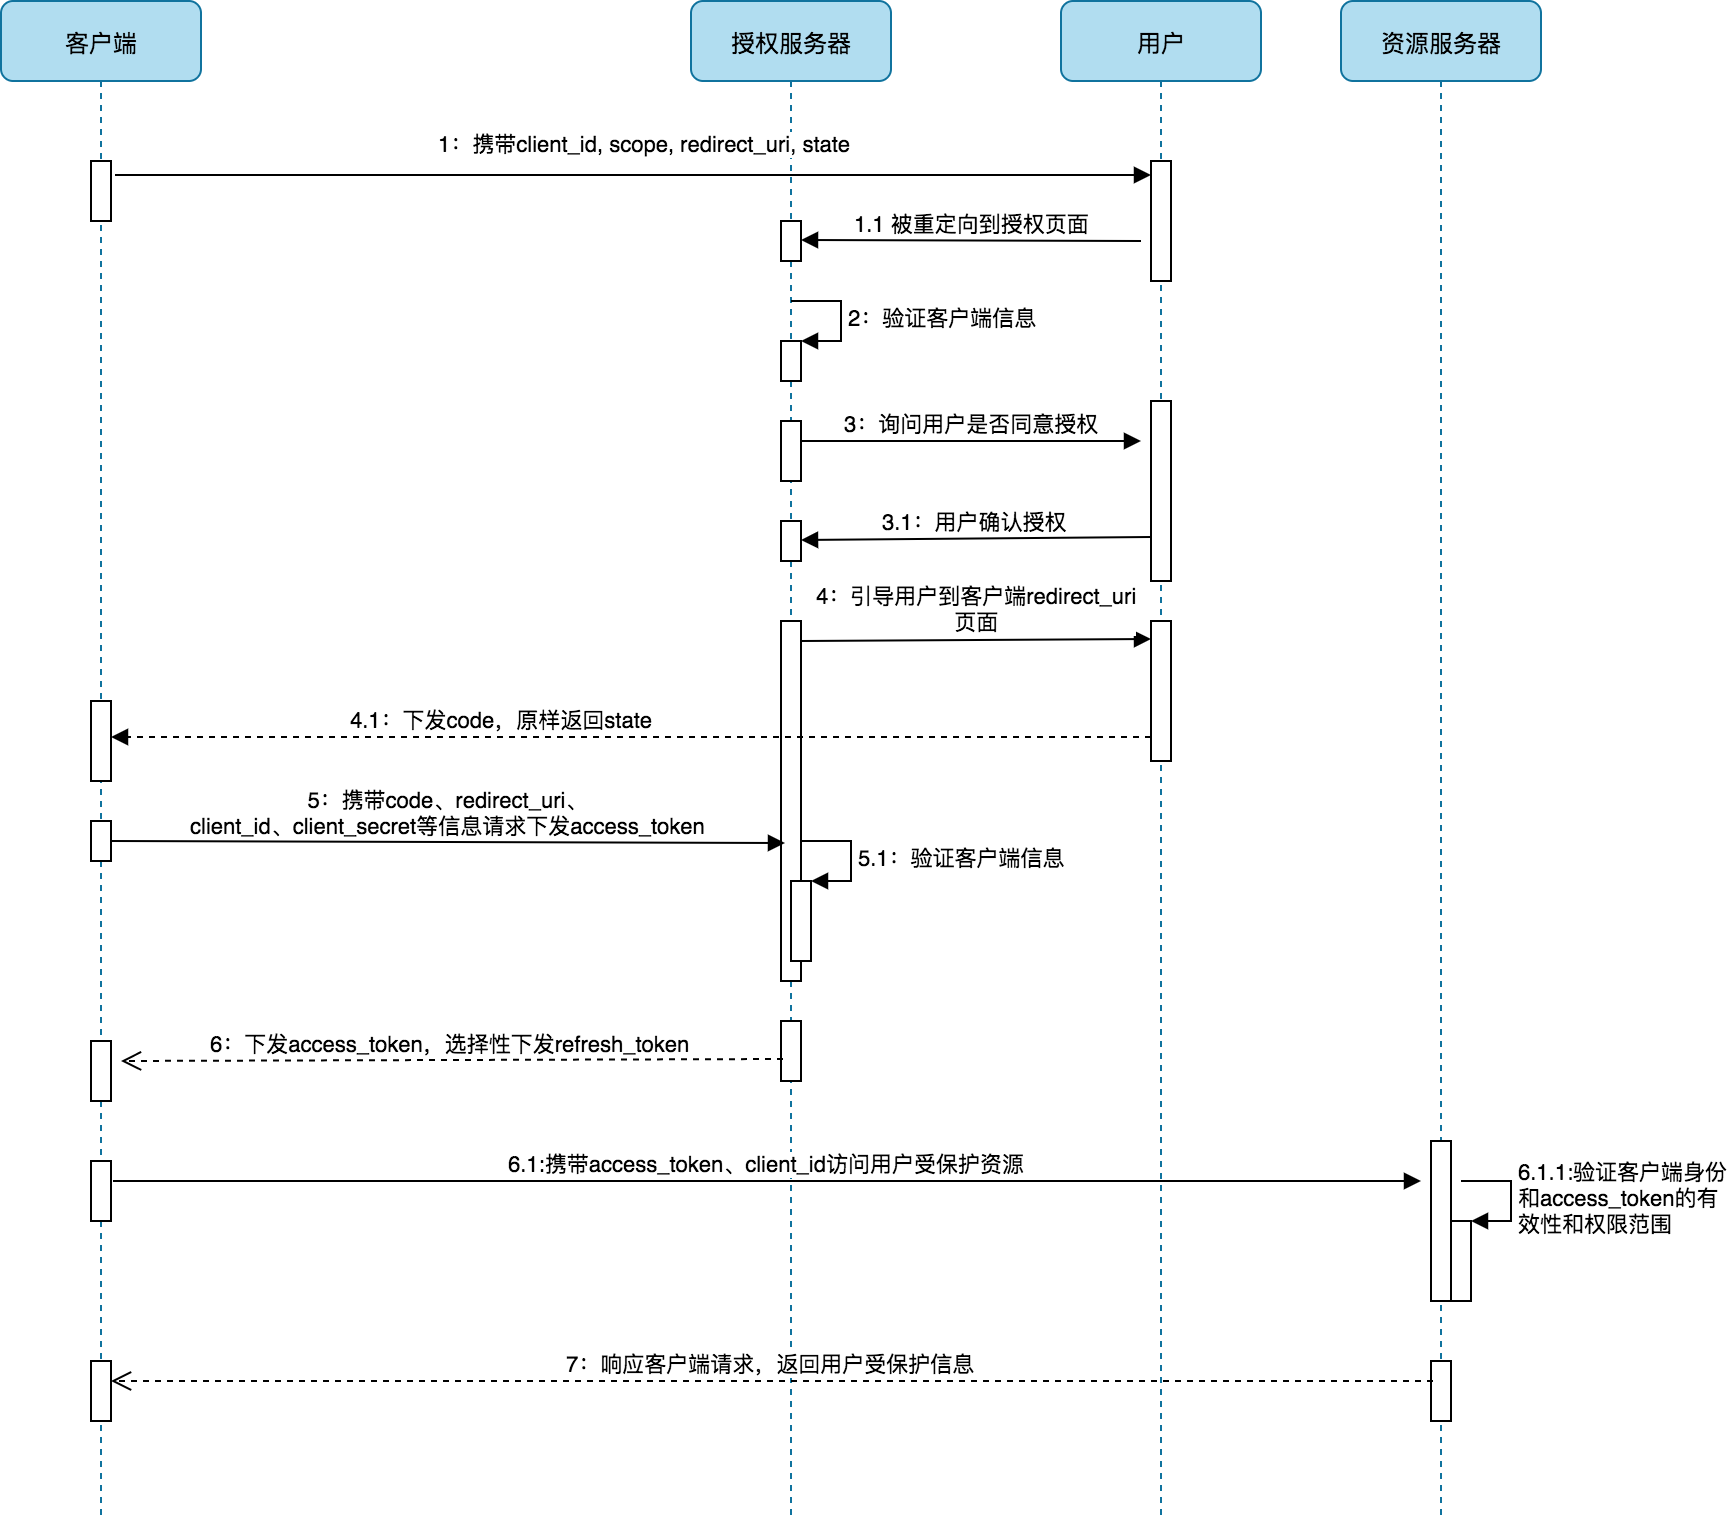 客户端
授权服务器
用户
资源服务器
1：携带client_id, scope, redirect_uri, state
1.1 被重定向到授权页面
2：验证客户端信息
3：询问用户是否同意授权
3.1：用户确认授权
4：引导用户到客户端redirect_uri
页面
4.1：下发code，原样返回state
5：携带code、redirect_uri、
client_id、client_secret等信息请求下发access_token
5.1：验证客户端信息
6：下发access_token，选择性下发refresh_token
6.1:携带access_token、client_id访问用户受保护资源
6.1.1:验证客户端身份
和access_token的有
效性和权限范围
7：响应客户端请求，返回用户受保护信息